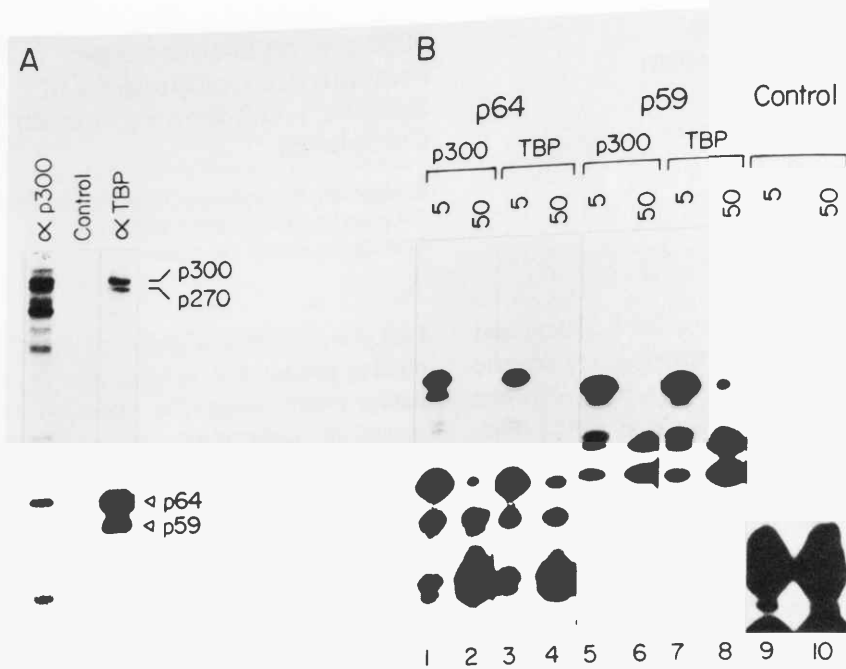 A
B
p64 p59 Control
p300 TBP p300 TBP
5 50 5 50 5 50 5 50 5 50
∝ p300
Control
∝ TBP
p300
p270
p64
p59
1 2 3 4 5 6 7 8 9 10